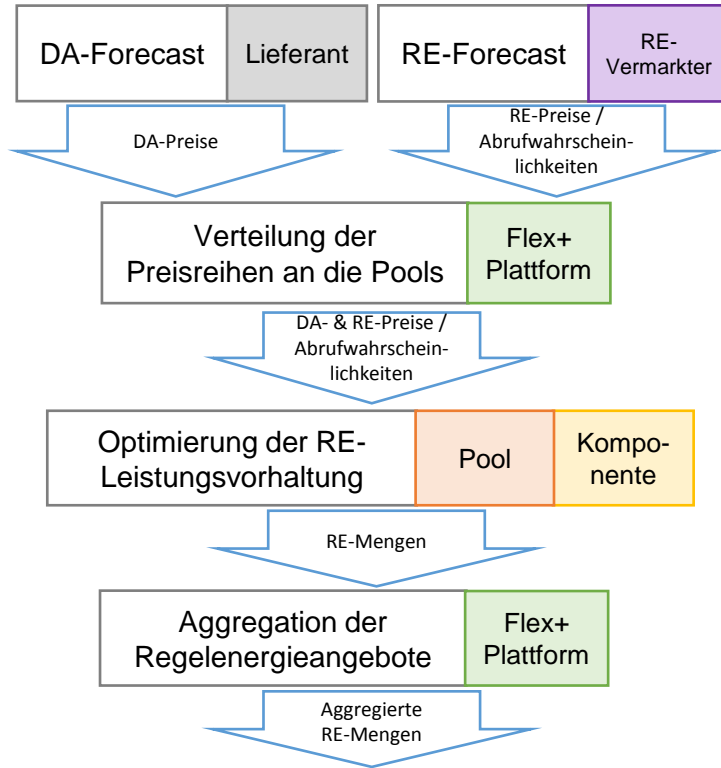 DA-Forecast
Lieferant
RE-Forecast
RE-
Vermarkter
DA-Preise
RE-Preise /
Abrufwahrschein-
lichkeiten
Verteilung der
Preisreihen an die Pools
Flex+
Plattform
DA- & RE-Preise /
Abrufwahrschein-
lichkeiten
Optimierung der RE-
Leistungsvorhaltung
Pool
Kompo-
nente
RE-Mengen
Aggregation der
Regelenergieangebote
Flex+
Plattform
Aggregierte
RE-Mengen